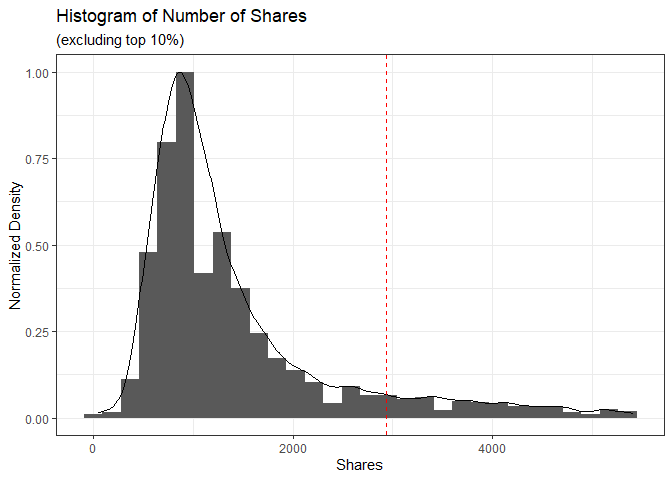 Histogram of Number of Shares
(excluding top 10%)
1.00
0.75
0.50
0.25
0.00
Normalized Density
0
2000
4000
Shares